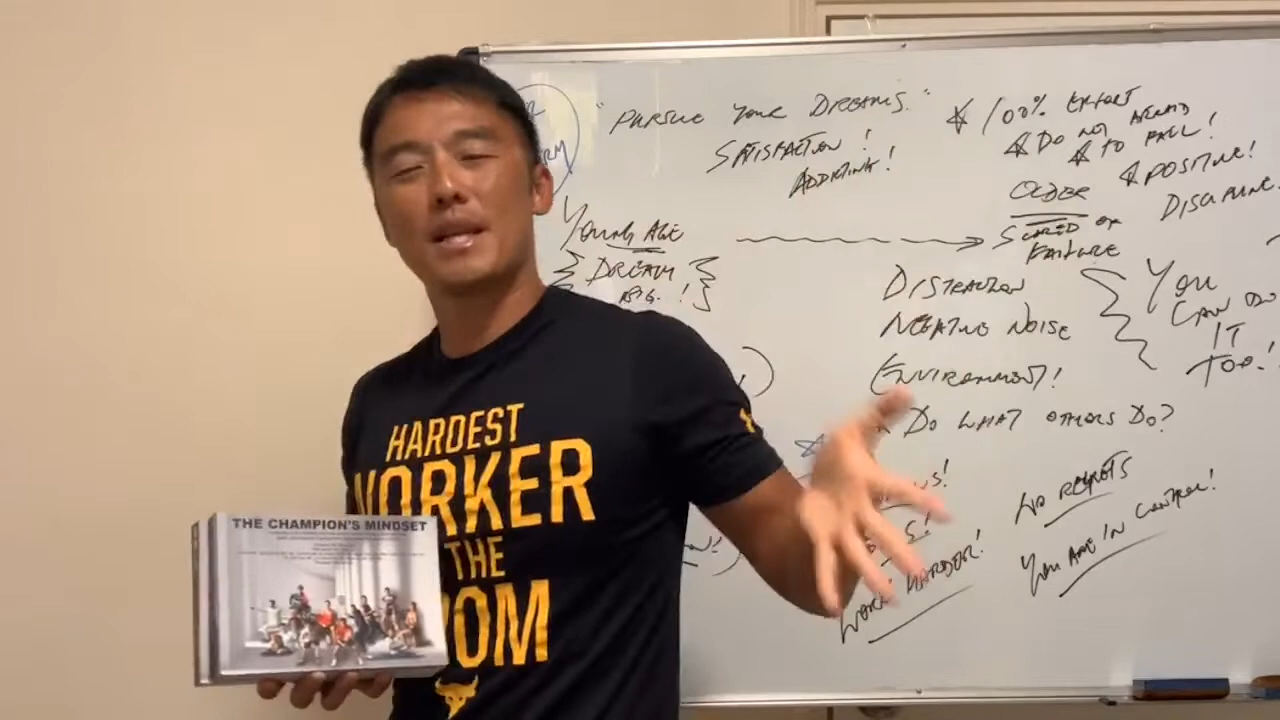 "PURSUE YOUR DREAMS."
SATISFACTION!
ADDICTING!
☆ 100% EFFORT
☆ DO NOT AFRAID
☆ TO FAIL!
☆ POSITIVE!
DISCIPLINE.
YOUNG AGE
DREAM
BIG!
OLDER
SCARED OF
FAILURE
DISTRACTION
NEGATIVE NOISE
ENVIRONMENT!
DO WHAT OTHERS DO?
YOU
CAN DO
IT
TOO!
NO REGRETS
YOU ARE IN CONTROL!
WORK HARDER!
HARDEST
WORKER
THE
OOM
THE CHAMPION'S MINDSET